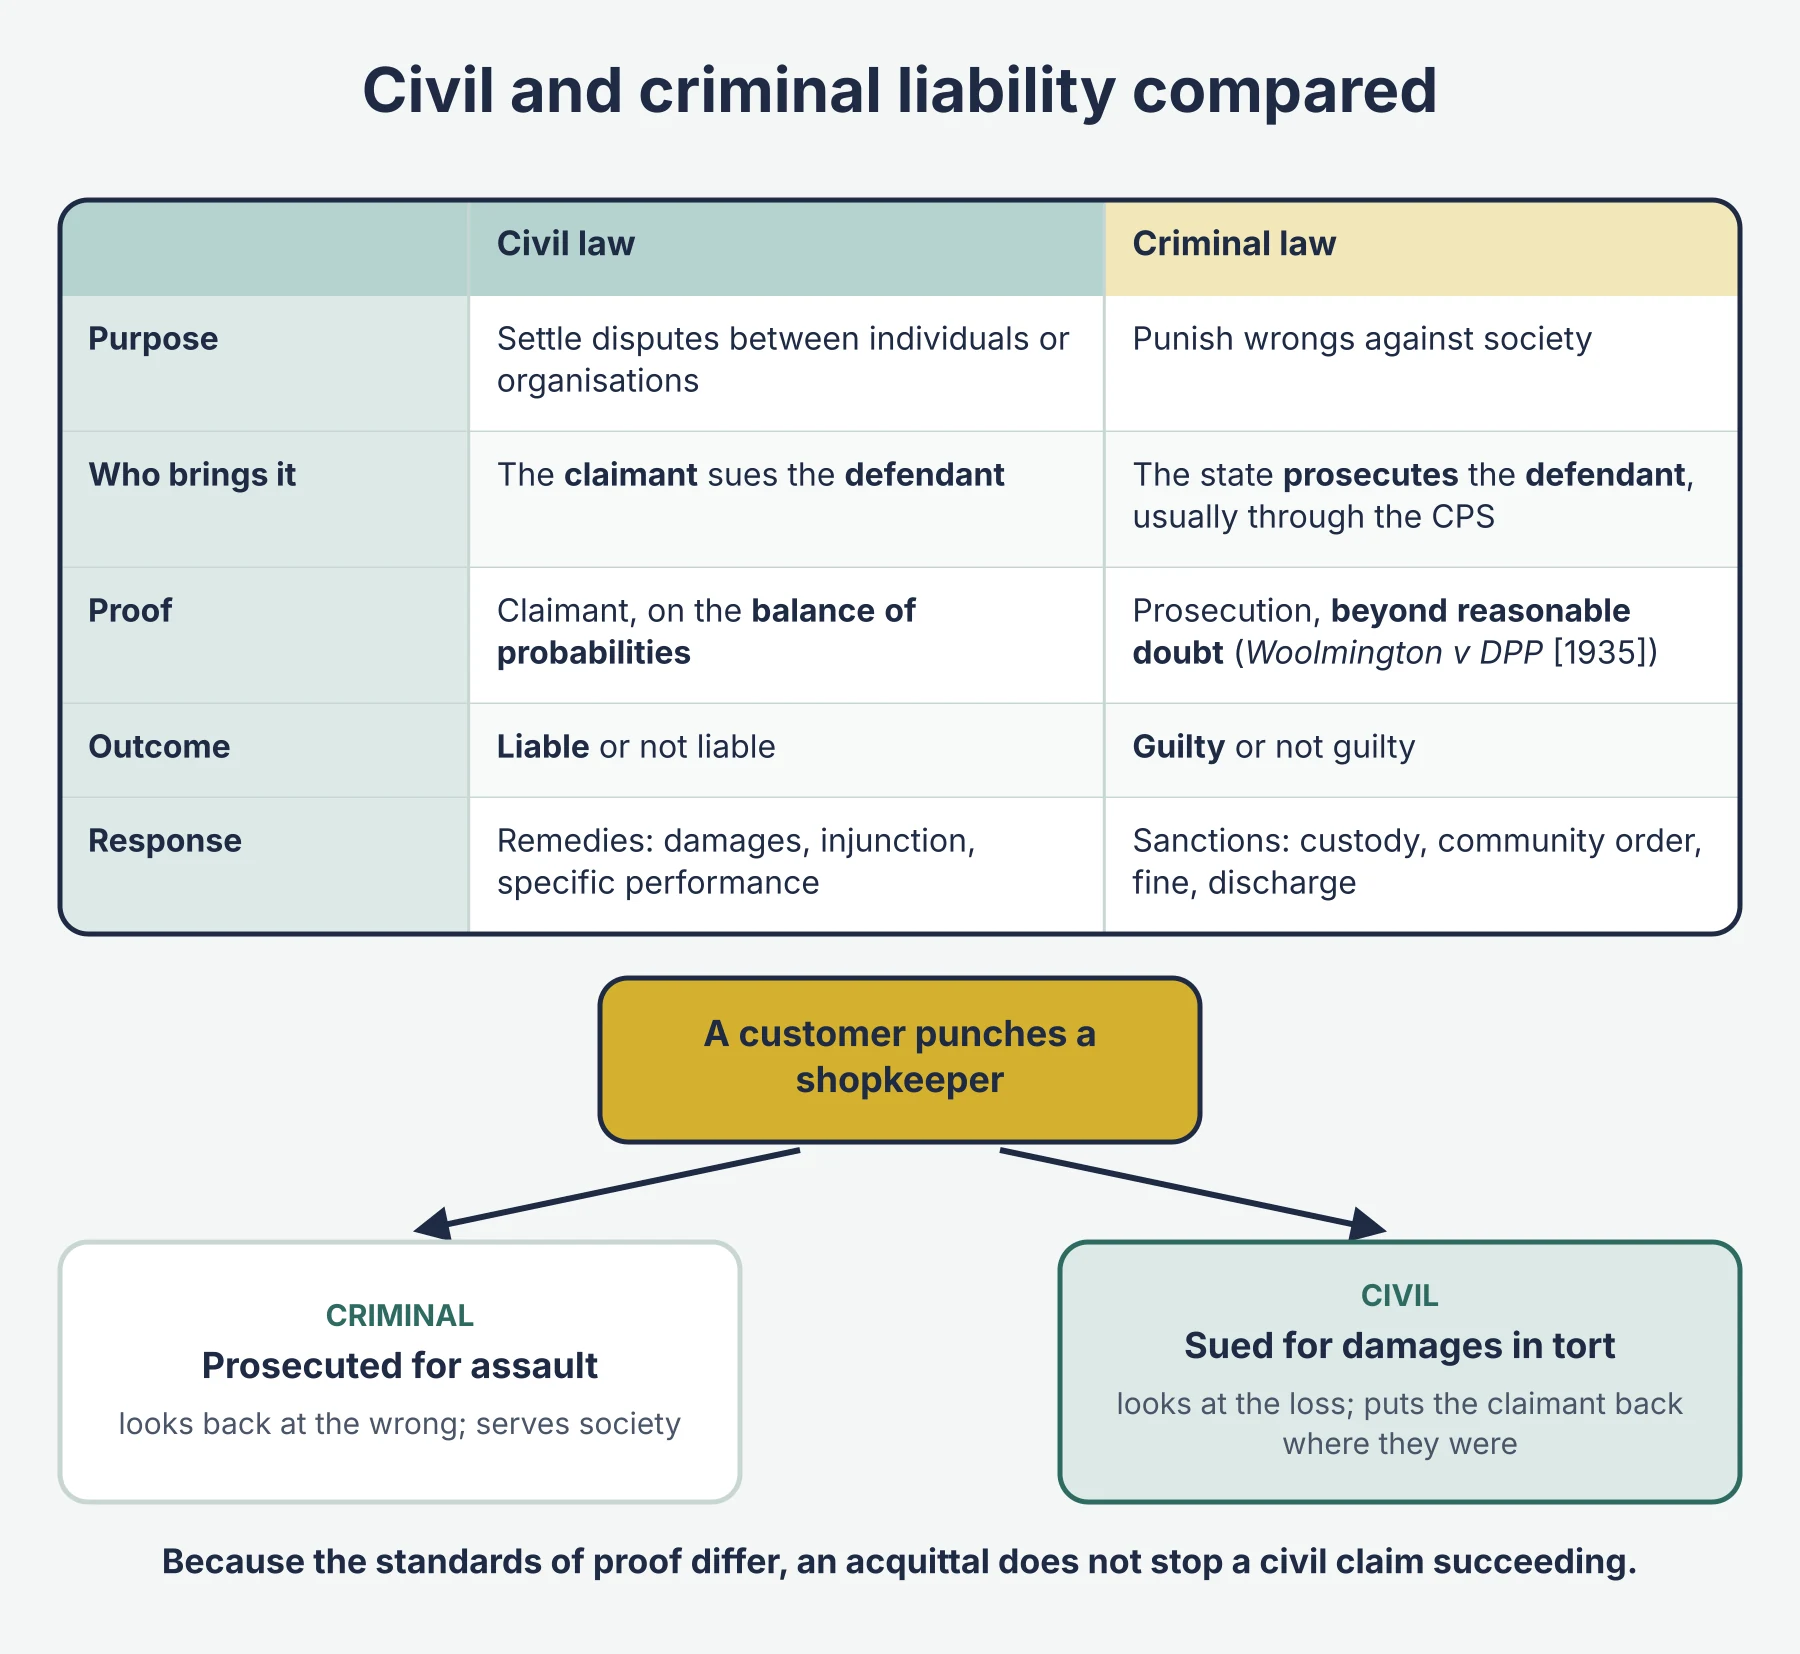 Civil and criminal liability compared
Civil law
Criminal law
Purpose
Settle disputes between individuals or
organisations
Punish wrongs against society
Who brings it
The claimant sues the defendant
The state prosecutes the defendant,
usually through the CPS
Proof
Claimant, on the balance of
probabilities
Prosecution, beyond reasonable
doubt (Woolmington v DPP [1935])
Outcome
Liable or not liable
Guilty or not guilty
Response
Remedies: damages, injunction,
specific performance
Sanctions: custody, community order,
fine, discharge
A customer punches a
shopkeeper
CRIMINAL
Prosecuted for assault
looks back at the wrong; serves society
CIVIL
Sued for damages in tort
looks at the loss; puts the claimant back
where they were
Because the standards of proof differ, an acquittal does not stop a civil claim succeeding.